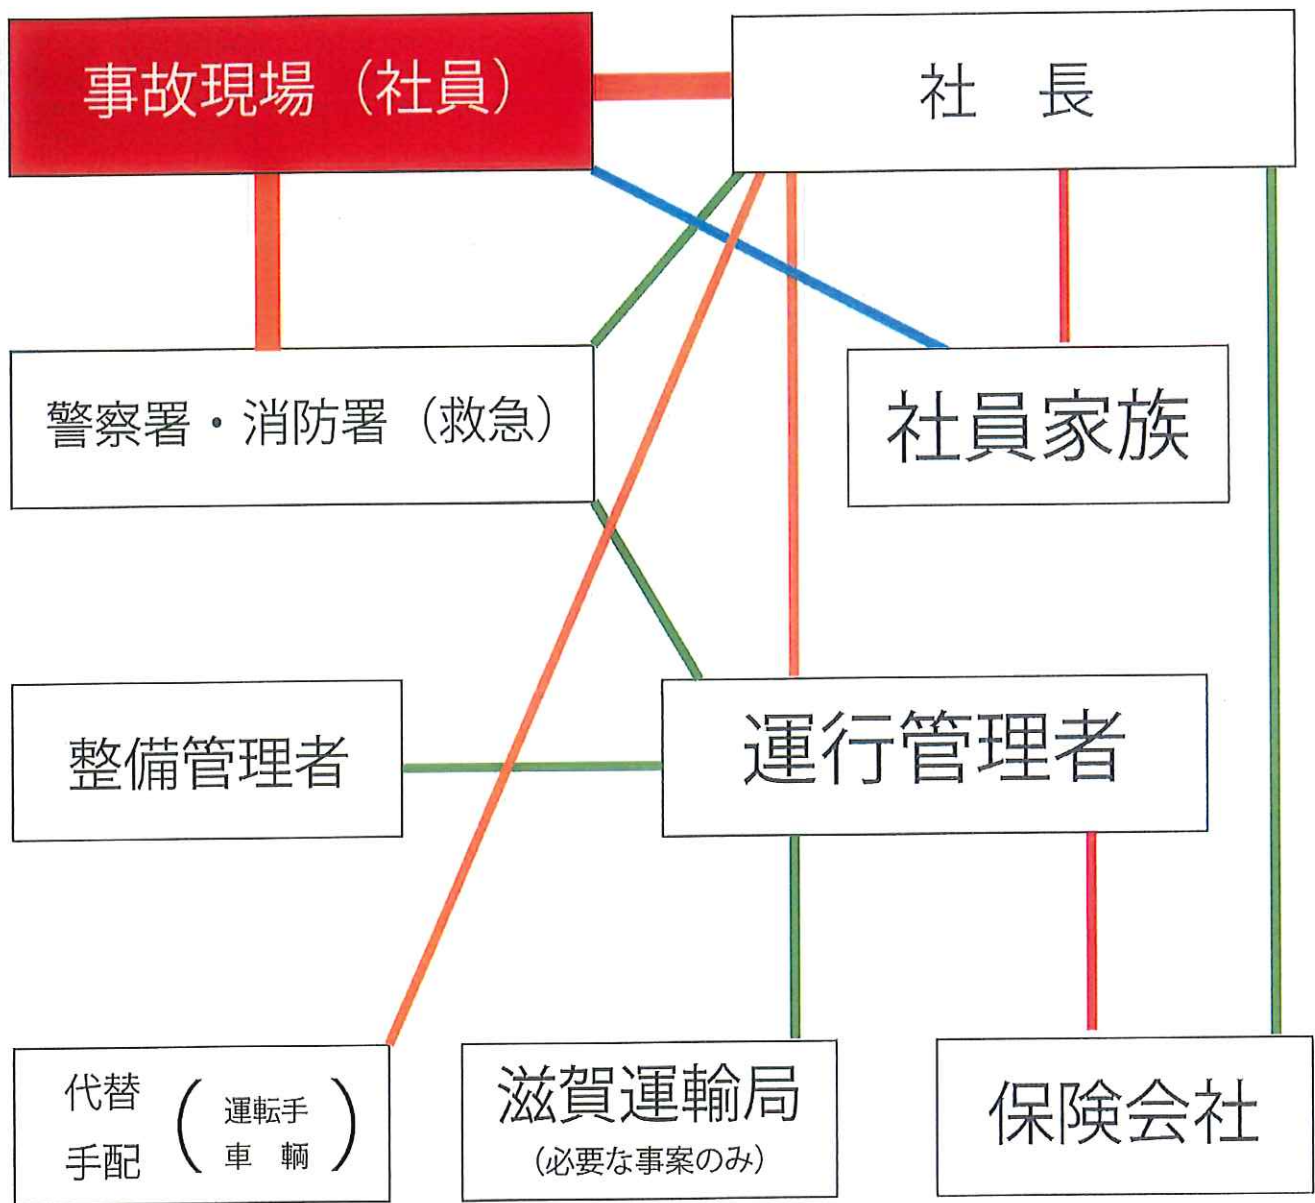 事故現場（社員）
社　長
警察署・消防署（救急）
社員家族
整備管理者
運行管理者
代替
手配
（運転手
車　輌）
滋賀運輸局
（必要な事案のみ）
保険会社